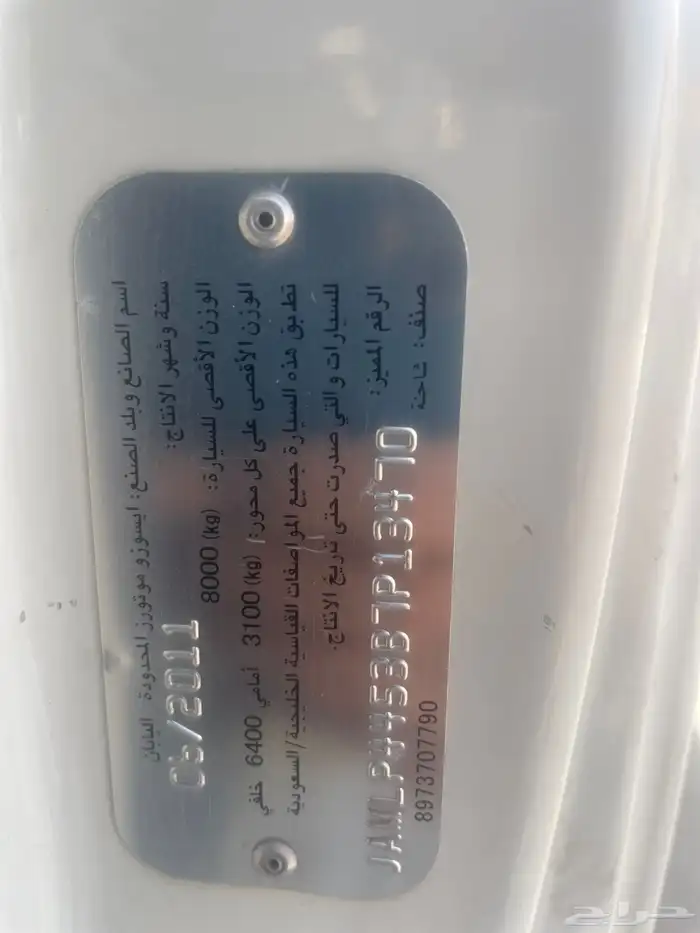 اسم الصانع وبلد الصنع: ايسوزو موتورز المحدودة اليابان
سنة وشهر الانتاج: 06/2011
الوزن الأقصى للسيارة: 8000 (kg)
الوزن الأقصى على كل محور: 3100 (kg) أمامي 6400 خلفي
تطبق هذه السيارة جميع المواصفات القياسية الخليجية/السعودية
للسيارات والتي صدرت حتى تاريخ الانتاج.
الرقم المميز: JAMLP4453B7P13470
صنف: شاحنة 8973707790
حراج